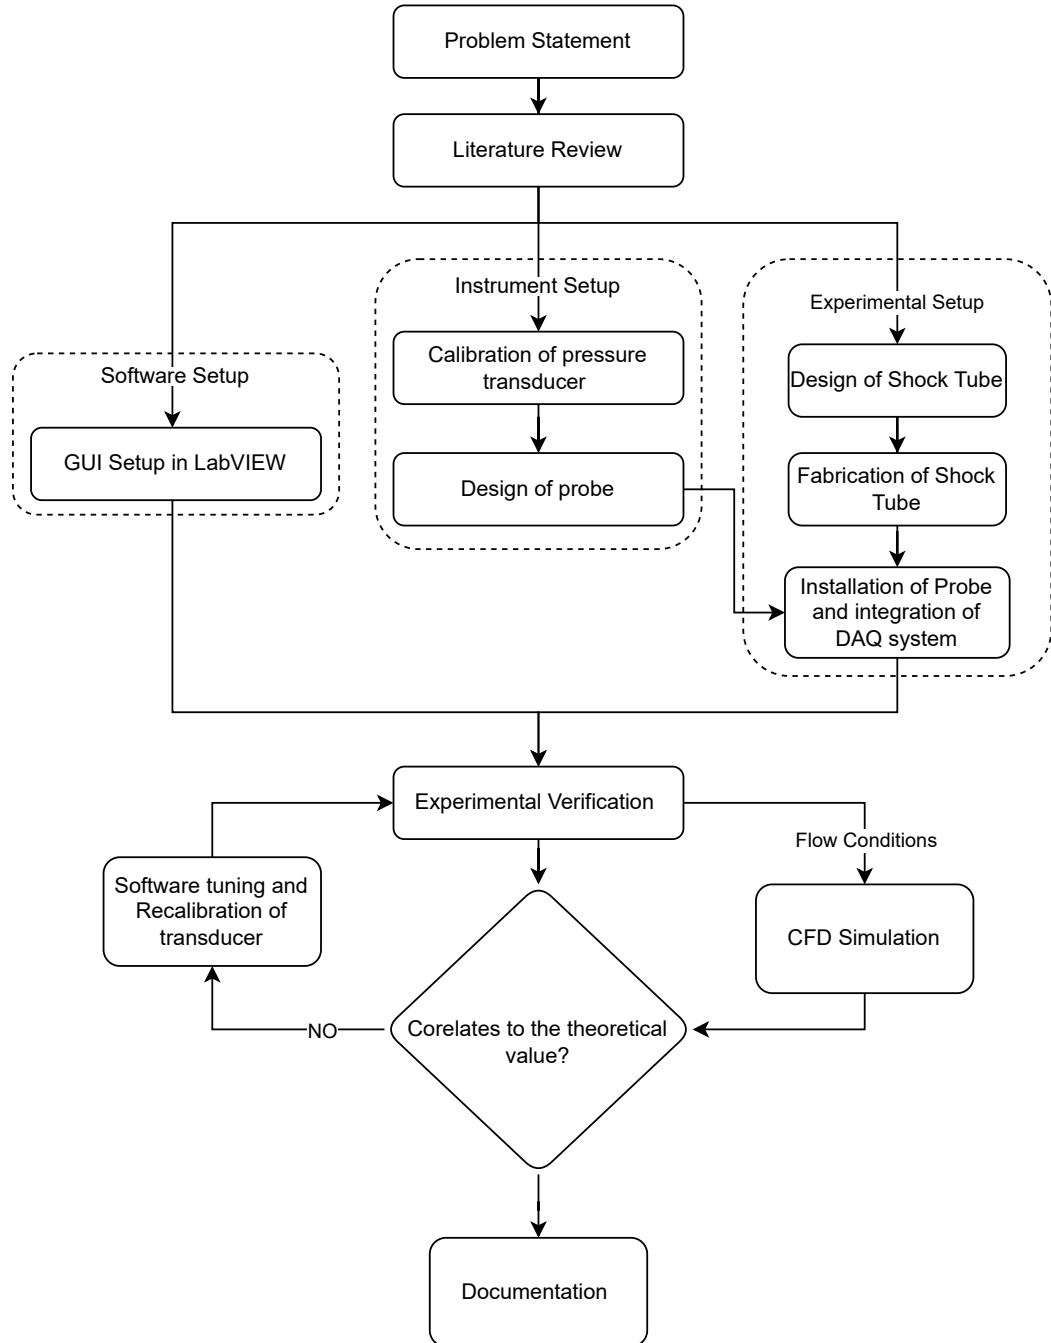 Problem Statement
Literature Review
Instrument Setup
Experimental Setup
Calibration of pressure
transducer
Design of Shock Tube
Software Setup
GUI Setup in LabVIEW
Design of probe
Fabrication of Shock
Tube
Installation of Probe
and integration of
DAQ system
Experimental Verification
Flow Conditions
Software tuning and
Recalibration of
transducer
CFD Simulation
NO
Corelates to the theoretical
value?
Documentation